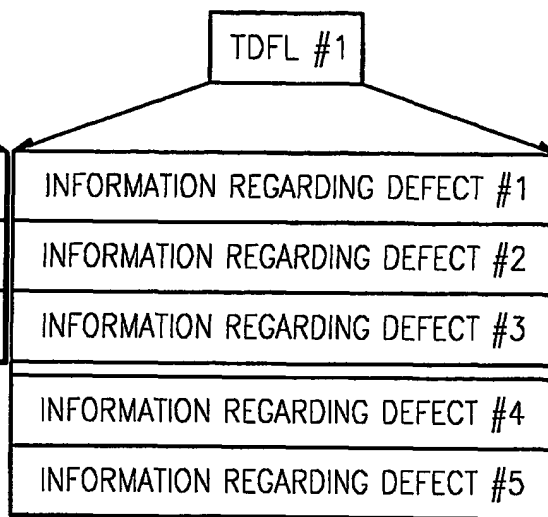 TDFL #1
INFORMATION REGARDING DEFECT #1
INFORMATION REGARDING DEFECT #2
INFORMATION REGARDING DEFECT #3
INFORMATION REGARDING DEFECT #4
INFORMATION REGARDING DEFECT #5